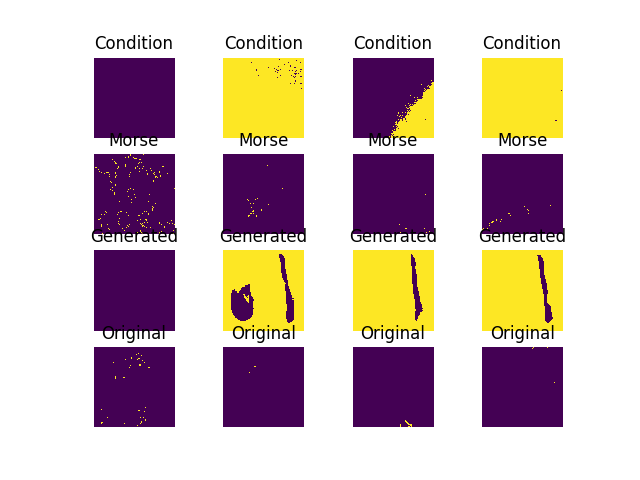 Condition Condition Condition Condition
Morse Morse Morse Morse
Generated Generated Generated Generated
Original Original Original Original